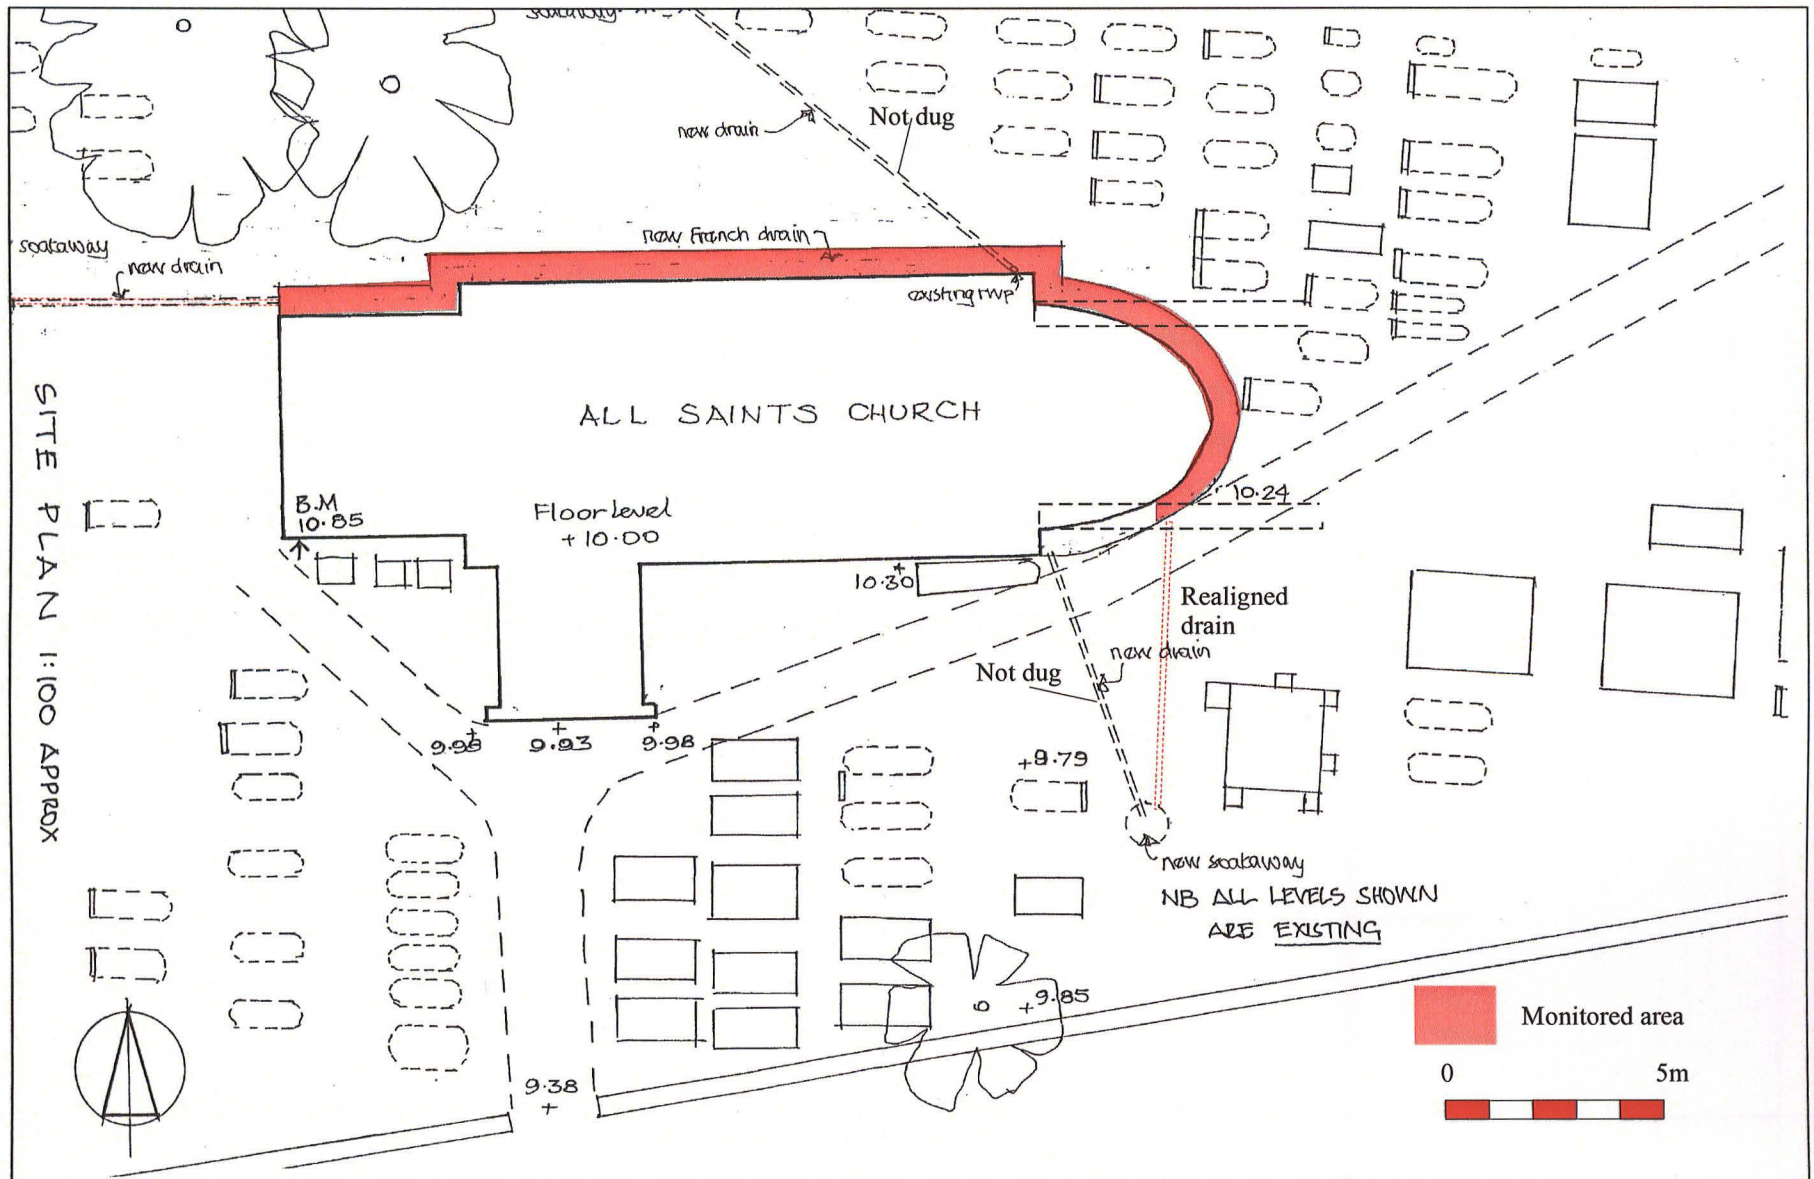 new drain
Not dug
soakaway
new drain
new French drain
existing RWP
ALL SAINTS CHURCH
SITE PLAN 1:100 APPROX
B.M
10.85
Floor level
+ 10.00
10.24
10.30
Realigned
drain
new drain
Not dug
9.93
9.98
9.79
new soakaway
NB ALL LEVELS SHOWN
ARE EXISTING
9.85
Monitored area
0 5m
9.38